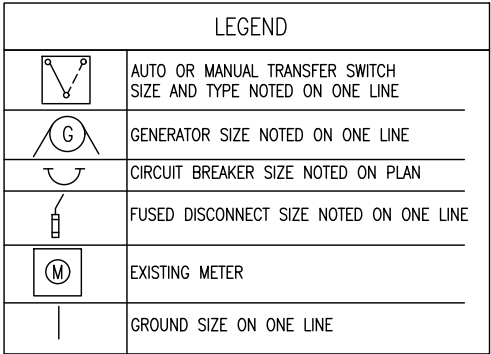 LEGEND
AUTO OR MANUAL TRANSFER SWITCH
SIZE AND TYPE NOTED ON ONE LINE
G
GENERATOR SIZE NOTED ON ONE LINE
CIRCUIT BREAKER SIZE NOTED ON PLAN
FUSED DISCONNECT SIZE NOTED ON ONE LINE
M
EXISTING METER
GROUND SIZE ON ONE LINE